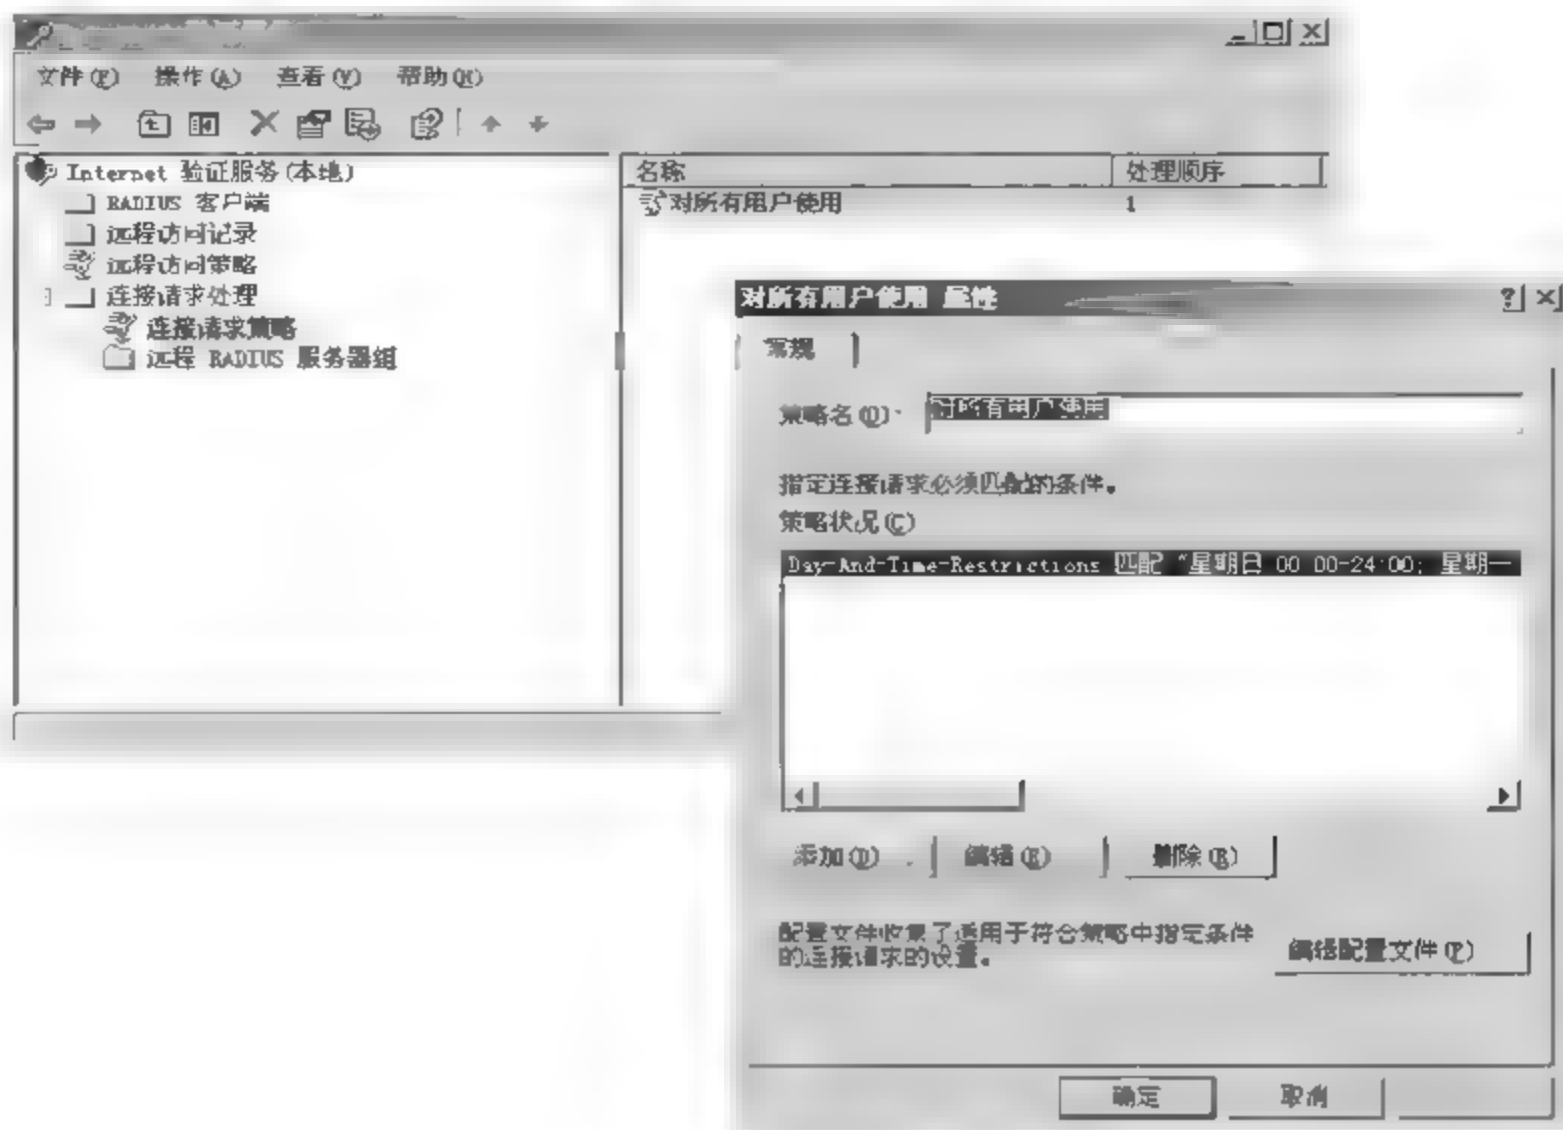 文件(F) 操作(A) 查看(V) 帮助(H)
Internet 验证服务(本地)
RADIUS 客户端
远程访问记录
远程访问策略
连接请求处理
连接请求策略
远程 RADIUS 服务器组
名称 处理顺序
对所有用户使用 1
对所有用户使用 属性
常规
策略名(O):
对所有用户使用
指定连接请求必须匹配的条件。
策略状况(C)
Day-And-Time-Restrictions 匹配 "星期日 00 00-24:00; 星期一
添加(D) 编辑(E) 删除(R)
配置文件收集了适用于符合策略中指定条件
的连接请求的设置。
编辑配置文件(P)
确定 取消